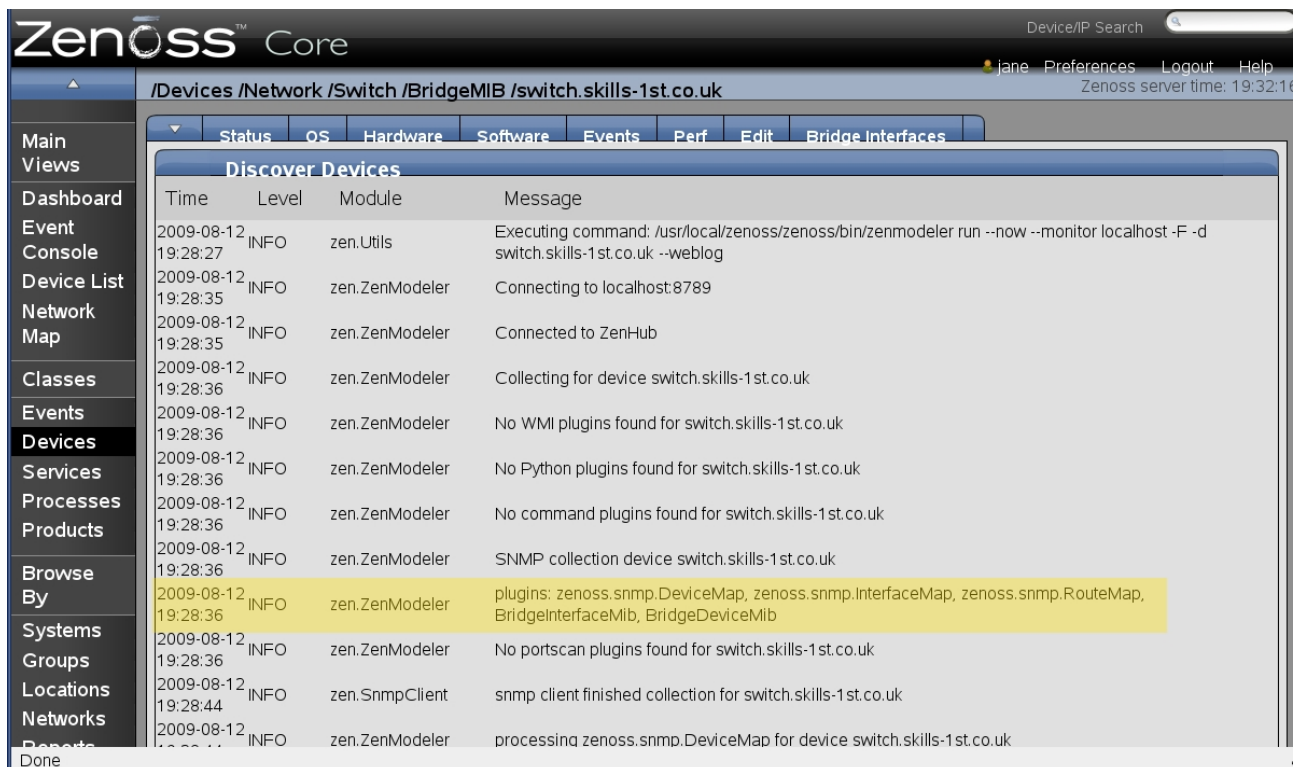 Zenoss™ Core
Device/IP Search
jane Preferences Logout Help
/Devices /Network /Switch /BridgeMIB /switch.skills-1st.co.uk
Zenoss server time: 19:32:16
Main
Views
Dashboard
Event
Console
Device List
Network
Map
Classes
Events
Devices
Services
Processes
Products
Browse
By
Systems
Groups
Locations
Networks
Reports
Status OS Hardware Software Events Perf Edit Bridge Interfaces
Discover Devices
Time Level Module Message
2009-08-12
19:28:27 INFO zen.Utils Executing command: /usr/local/zenoss/zenoss/bin/zenmodeler run --now --monitor localhost -F -d
switch.skills-1st.co.uk --weblog
2009-08-12
19:28:35 INFO zen.ZenModeler Connecting to localhost:8789
2009-08-12
19:28:35 INFO zen.ZenModeler Connected to ZenHub
2009-08-12
19:28:36 INFO zen.ZenModeler Collecting for device switch.skills-1st.co.uk
2009-08-12
19:28:36 INFO zen.ZenModeler No WMI plugins found for switch.skills-1st.co.uk
2009-08-12
19:28:36 INFO zen.ZenModeler No Python plugins found for switch.skills-1st.co.uk
2009-08-12
19:28:36 INFO zen.ZenModeler No command plugins found for switch.skills-1st.co.uk
2009-08-12
19:28:36 INFO zen.ZenModeler SNMP collection device switch.skills-1st.co.uk
2009-08-12
19:28:36 INFO zen.ZenModeler plugins: zenoss.snmp.DeviceMap, zenoss.snmp.InterfaceMap, zenoss.snmp.RouteMap,
BridgeInterfaceMib, BridgeDeviceMib
2009-08-12
19:28:36 INFO zen.ZenModeler No portscan plugins found for switch.skills-1st.co.uk
2009-08-12
19:28:44 INFO zen.SnmpClient snmp client finished collection for switch.skills-1st.co.uk
2009-08-12
INFO zen.ZenModeler processing zenoss.snmp.DeviceMap for device switch.skills-1st.co.uk
Done